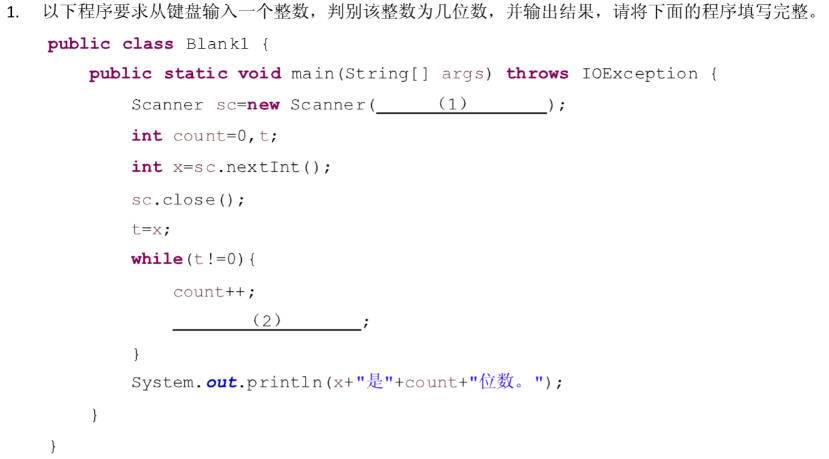 1. 以下程序要求从键盘输入一个整数，判别该整数为几位数，并输出结果，请将下面的程序填写完整。
public class Blank1 {
public static void main(String[] args) throws IOException {
Scanner sc=new Scanner(______（1）______);
int count=0,t;
int x=sc.nextInt();
sc.close();
t=x;
while(t!=0){
count++;
______（2）______;
}
System.out.println(x+"是"+count+"位数。");
}
}